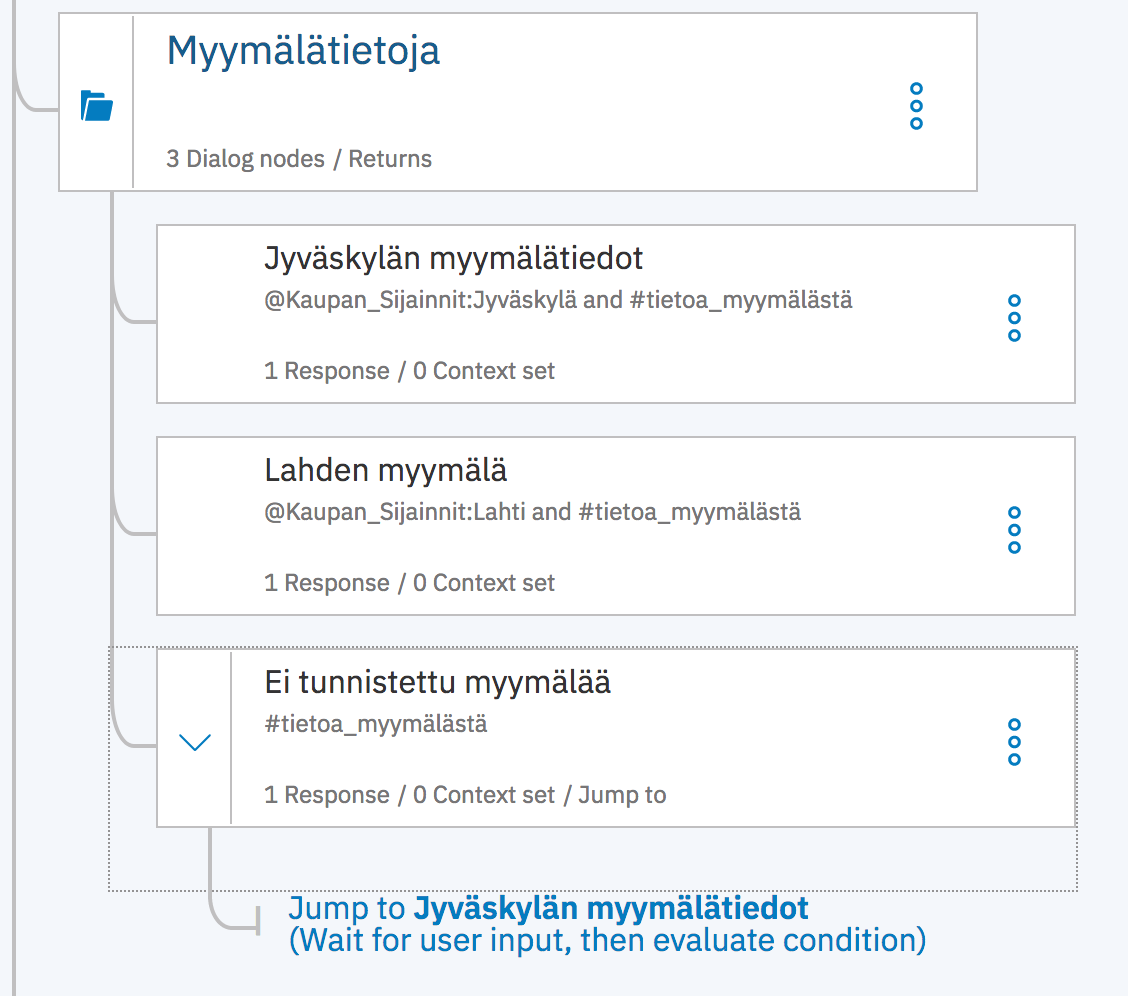 Myymälätietoja
3 Dialog nodes / Returns
Jyväskylän myymälätiedot
@Kaupan_Sijainnit:Jyväskylä and #tietoa_myymälästä
1 Response / 0 Context set
Lahden myymälä
@Kaupan_Sijainnit:Lahti and #tietoa_myymälästä
1 Response / 0 Context set
Ei tunnistettu myymälää
#tietoa_myymälästä
1 Response / 0 Context set / Jump to
Jump to Jyväskylän myymälätiedot
(Wait for user input, then evaluate condition)